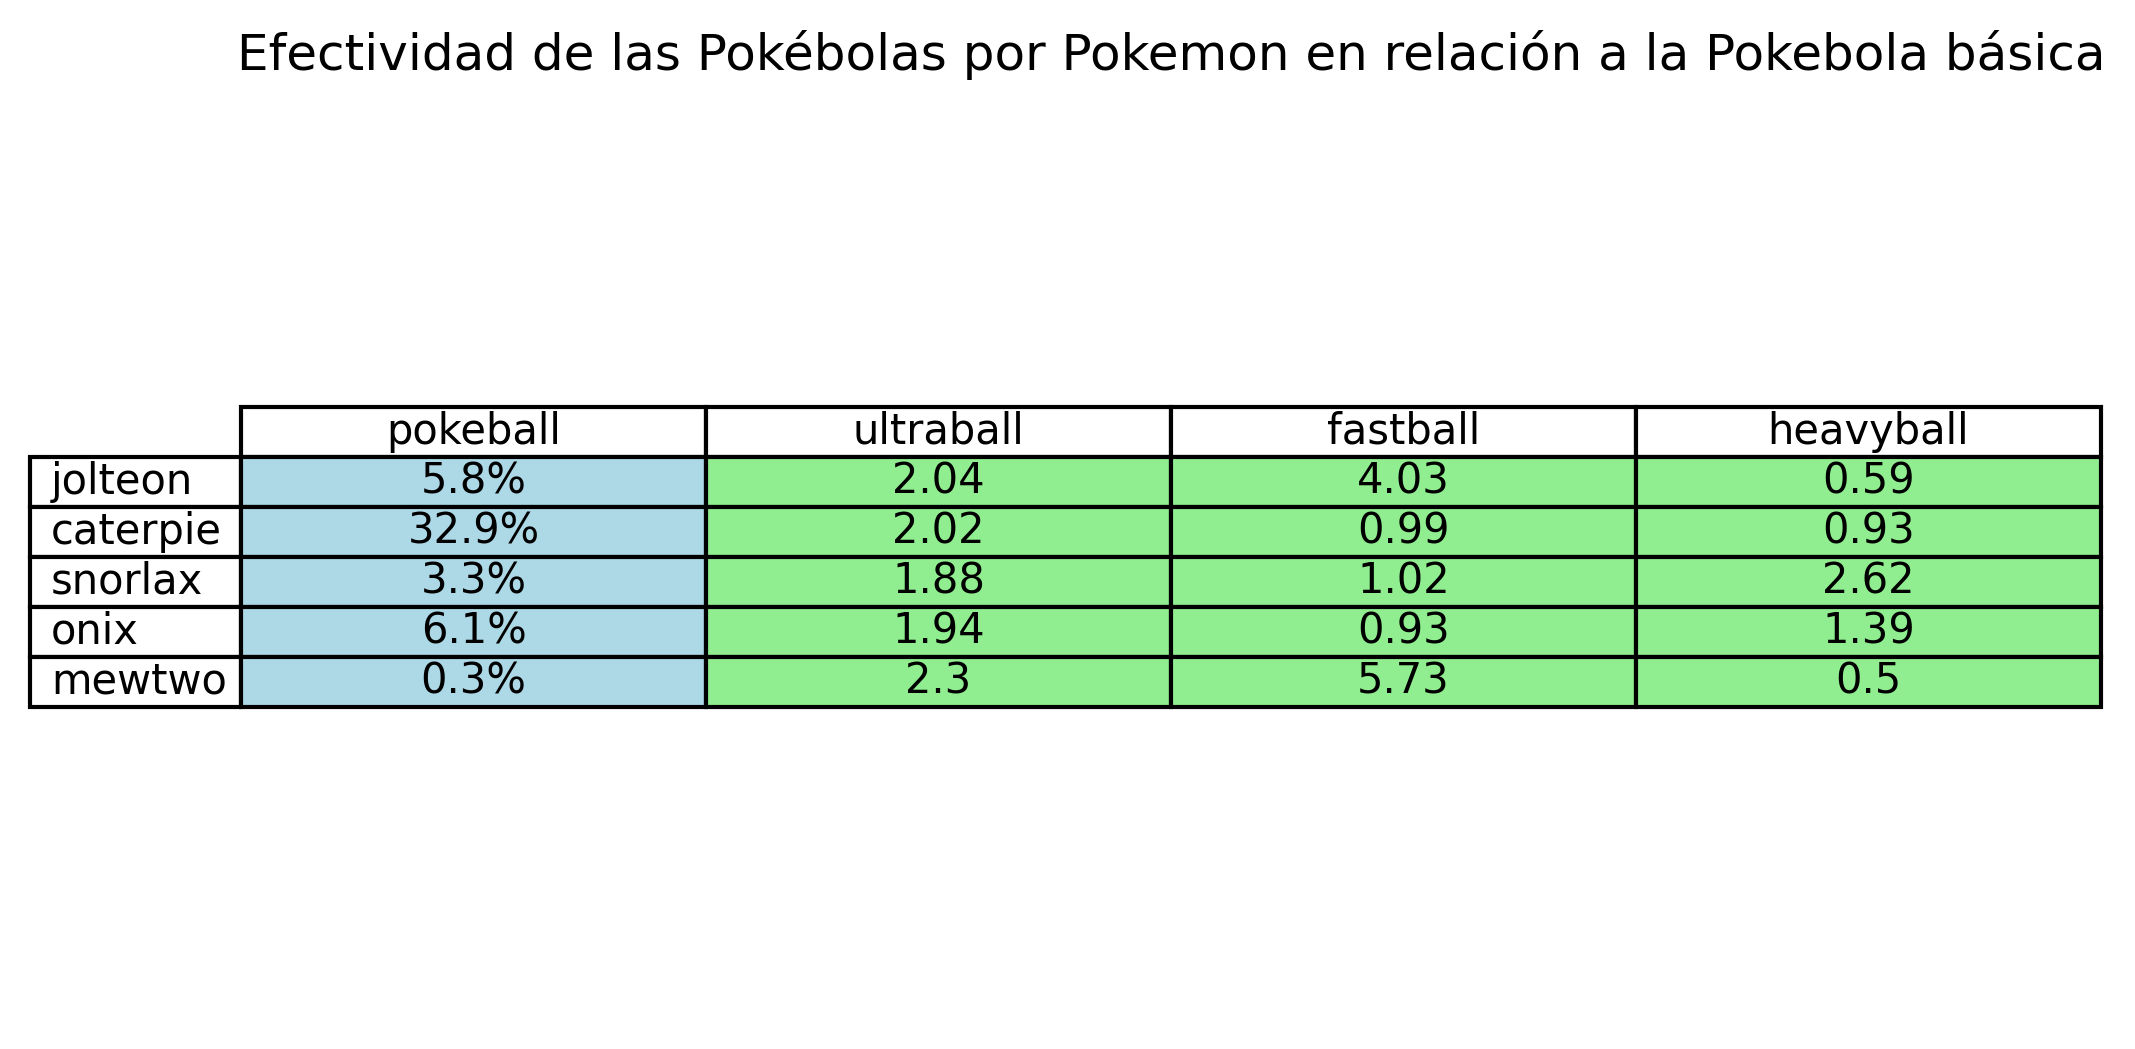 Efectividad de las Pokébolas por Pokemon en relación a la Pokebola básica
pokeball ultraball fastball heavyball
jolteon 5.8% 2.04 4.03 0.59
caterpie 32.9% 2.02 0.99 0.93
snorlax 3.3% 1.88 1.02 2.62
onix 6.1% 1.94 0.93 1.39
mewtwo 0.3% 2.3 5.73 0.5